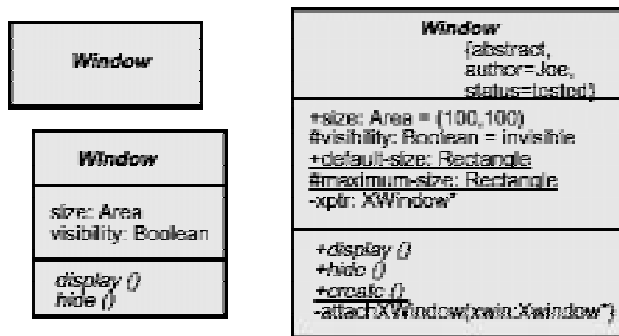 Window
Window
size: Area
visibility: Boolean
display ()
hide ()
Window
{abstract,
author=Joe,
status=tested}
+size: Area = (100,100)
#visibility: Boolean = invisible
+default-size: Rectangle
#maximum-size: Rectangle
-xptr: XWindow*
+display ()
+hide ()
+create ()
-attachXWindow(xwin:Xwindow*)